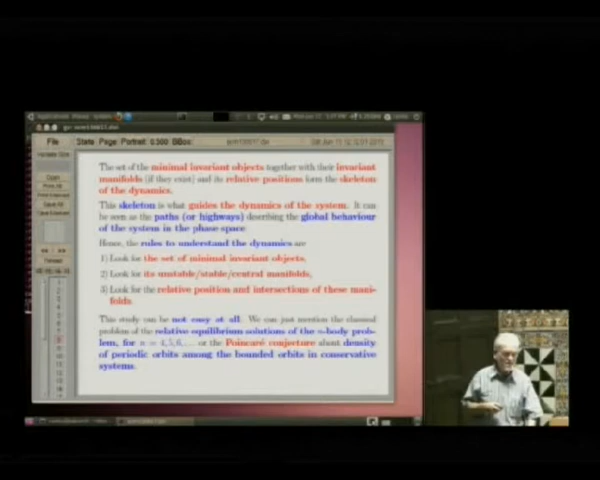 File State Page Portrait 0.500 BBox
The set of the minimal invariant objects together with their invariant
manifolds (if they exist) and its relative positions form the skeleton
of the dynamics.
This skeleton is what guides the dynamics of the system. It can
be seen as the paths (or highways) describing the global behaviour
of the system in the phase space
Hence, the rules to understand the dynamics are
1) Look for the set of minimal invariant objects,
2) Look for its unstable/stable/central manifolds,
3) Look for the relative position and intersections of these mani-
folds
This study can be not easy at all. We can just mention the classical
problem of the relative equilibrium solutions of the n-body prob-
lem, for n = 4,5,6,... or the Poincaré conjecture about density
of periodic orbits among the bounded orbits in conservative
systems.